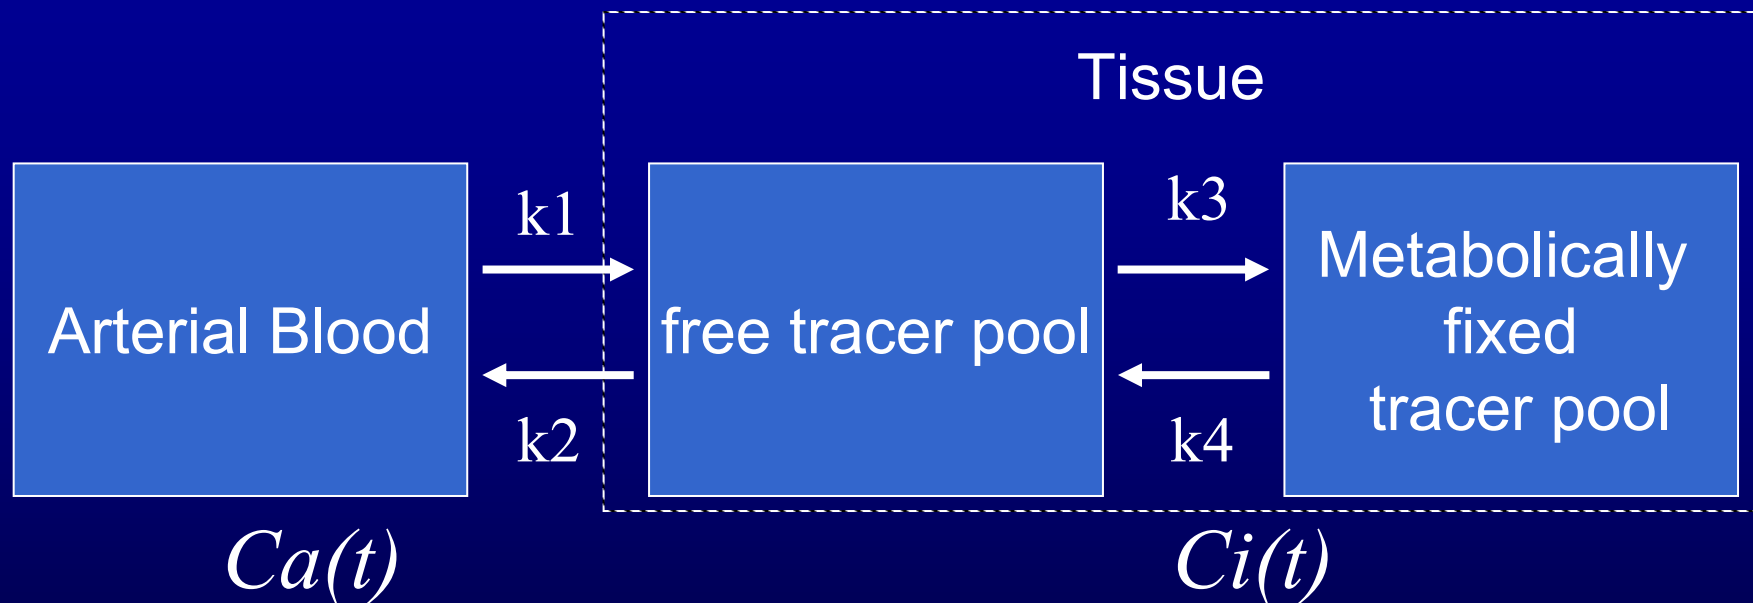 Tissue
Arterial Blood
k1
k2
free tracer pool
k3
k4
Metabolically
fixed
tracer pool
Ca(t)
Ci(t)